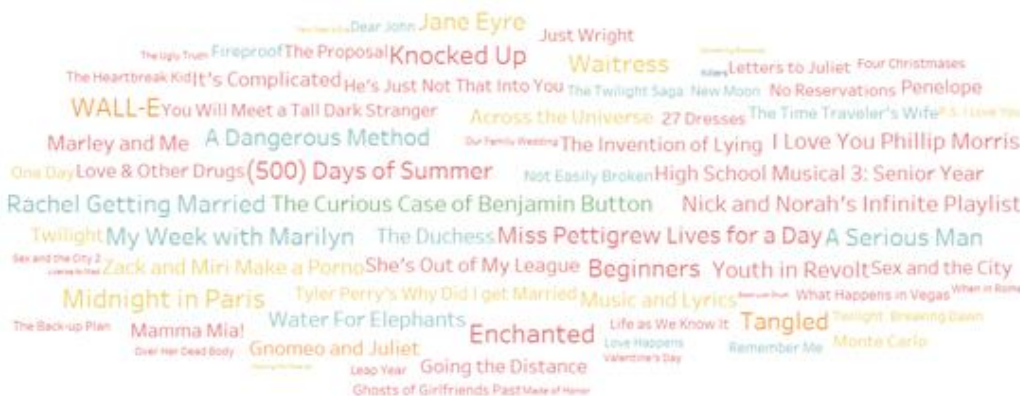 Dear John Jane Eyre
Just Wright
The Ugly Truth Fireproof The Proposal Knocked Up Waitress Letters to Juliet Four Christmases
The Heartbreak Kid It's Complicated He's Just Not That Into You The Twilight Saga: New Moon No Reservations Penelope
WALL-E You Will Meet a Tall Dark Stranger Across the Universe 27 Dresses The Time Traveler's Wife P.S. I Love You
Marley and Me A Dangerous Method Our Family Wedding The Invention of Lying I Love You Phillip Morris
One Day Love & Other Drugs (500) Days of Summer Not Easily Broken High School Musical 3: Senior Year
Rachel Getting Married The Curious Case of Benjamin Button Nick and Norah's Infinite Playlist
Twilight My Week with Marilyn The Duchess Miss Pettigrew Lives for a Day A Serious Man
Sex and the City 2 Zack and Miri Make a Porno She's Out of My League Beginners Youth in Revolt Sex and the City
Midnight in Paris Tyler Perry's Why Did I get Married Music and Lyrics What Happens in Vegas When in Rome
The Back-up Plan Mamma Mia! Water For Elephants Enchanted Life as We Know It Tangled Twilight: Breaking Dawn
Over Her Dead Body Gnomeo and Juliet Love Happens Remember Me Monte Carlo
Leap Year Going the Distance Valentine's Day
Ghosts of Girlfriends Past Made of Honor